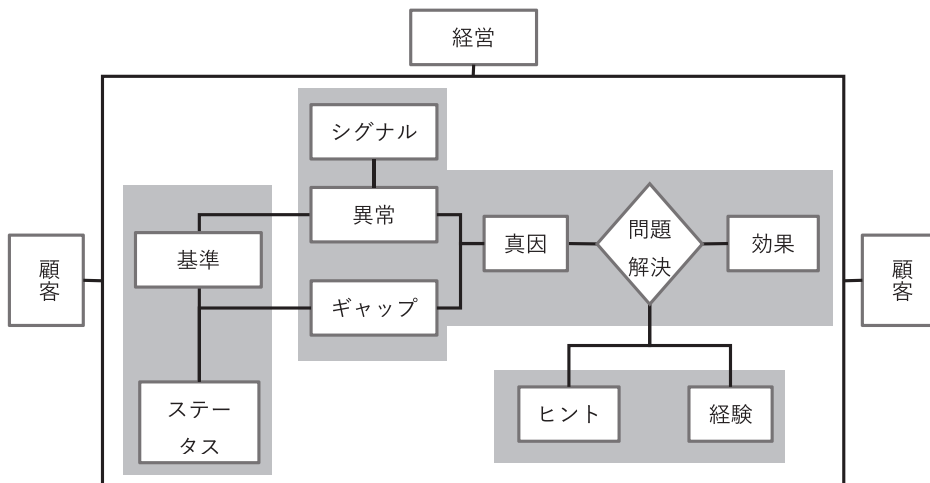 経営
シグナル
異常
基準
ギャップ
真因
問題
解決
効果
顧客
顧客
ステー
タス
ヒント
経験